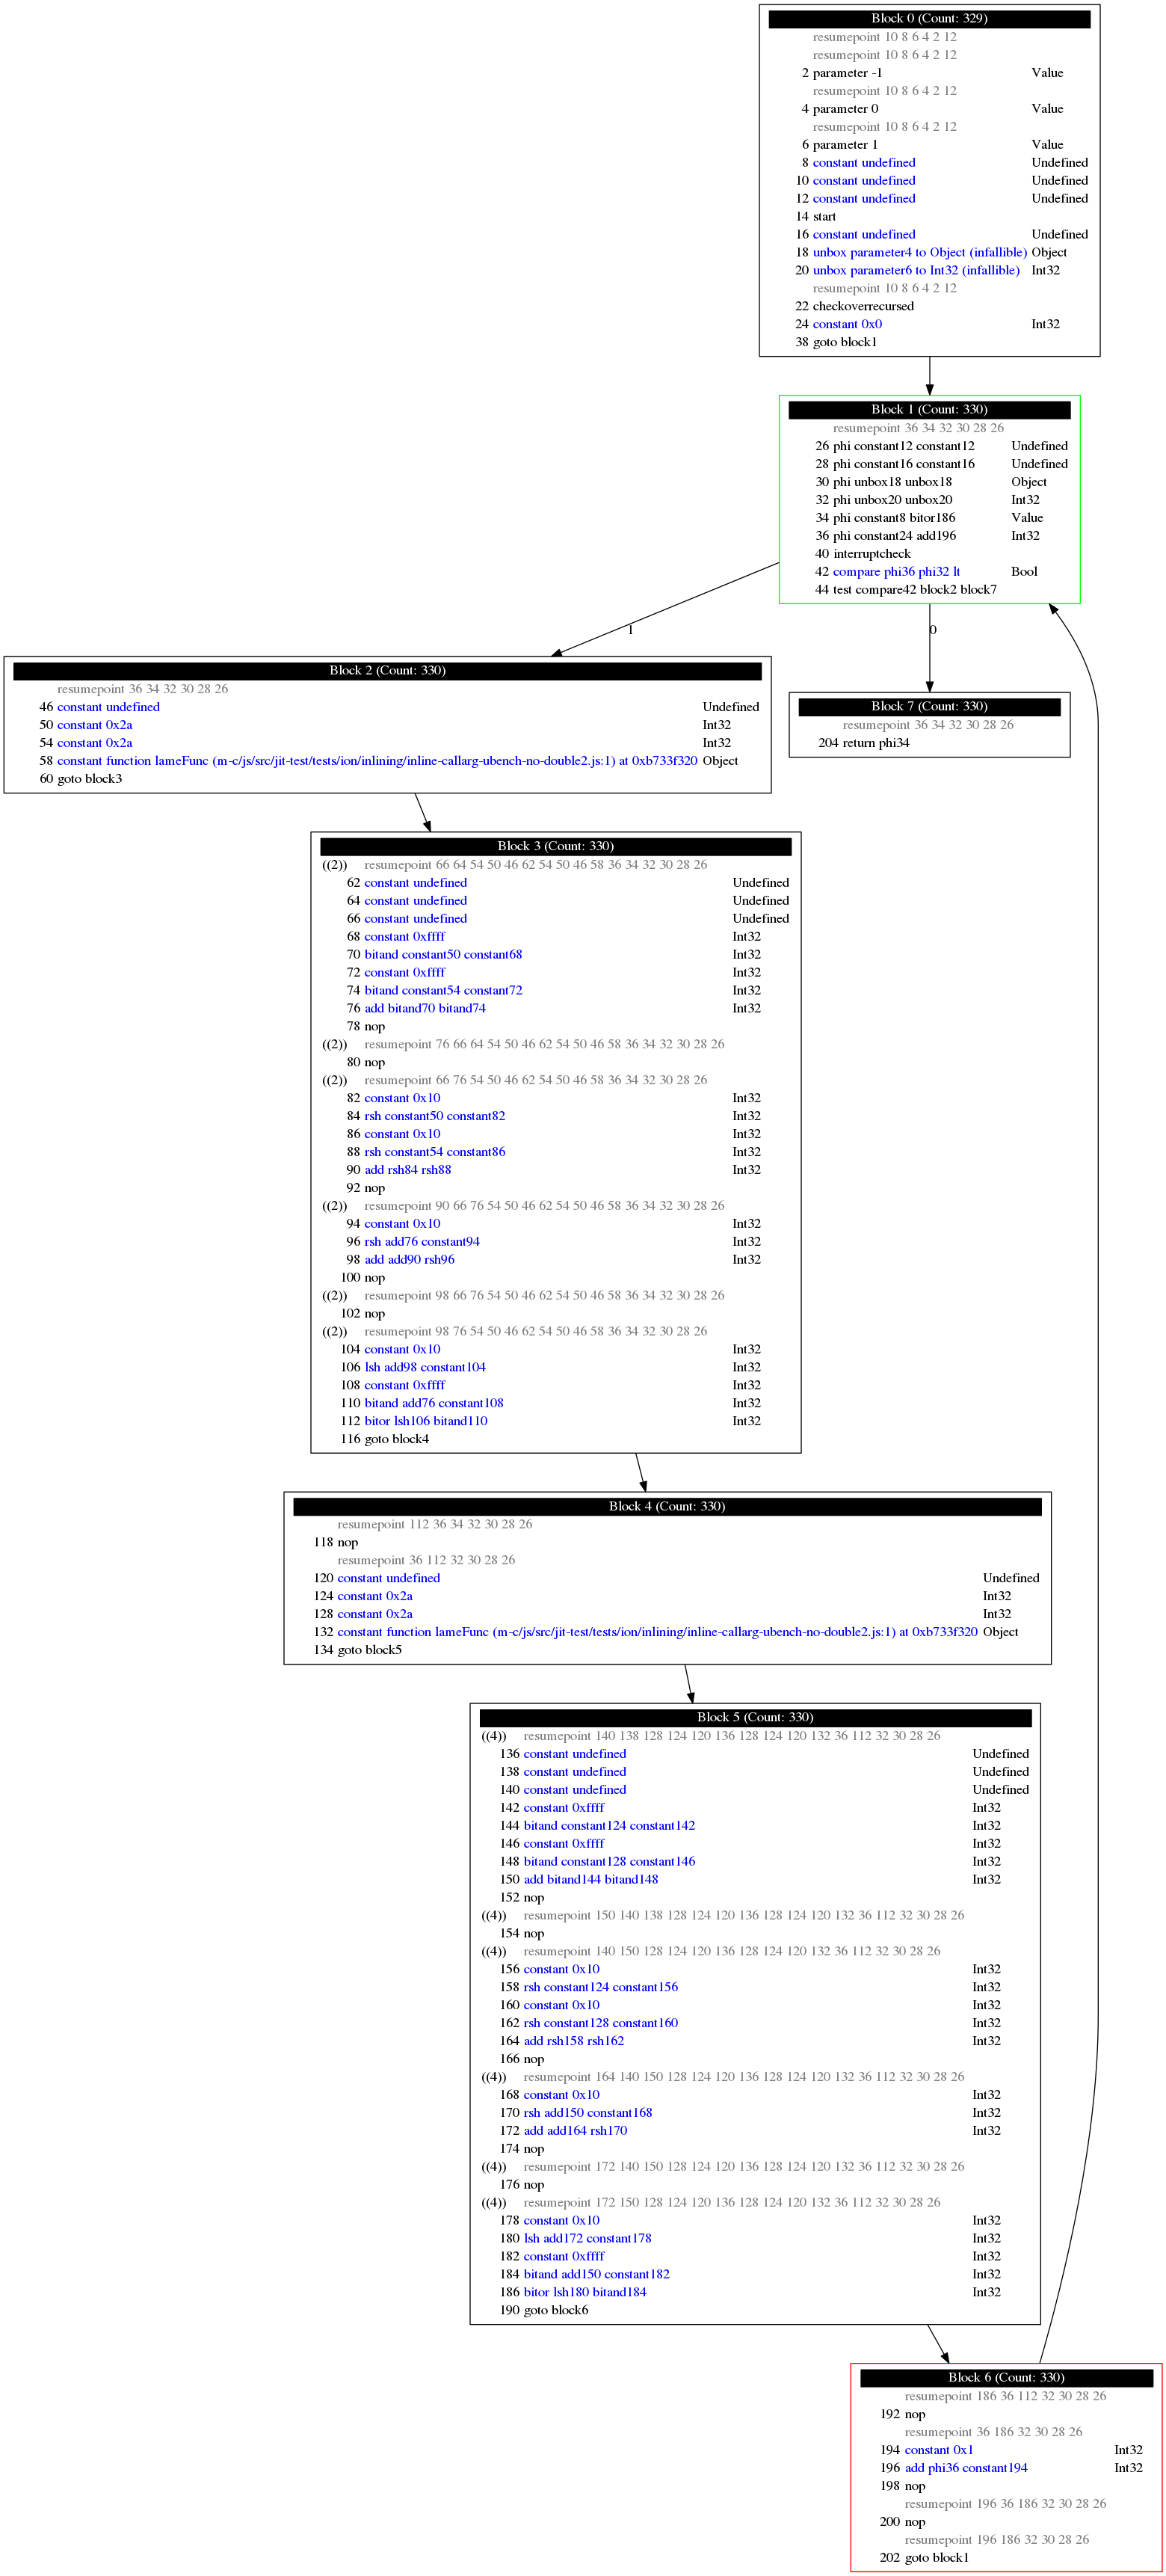 Block 0 (Count: 329)
resumepoint 10 8 6 4 2 12
resumepoint 10 8 6 4 2 12
2 parameter -1 Value
resumepoint 10 8 6 4 2 12
4 parameter 0 Value
resumepoint 10 8 6 4 2 12
6 parameter 1 Value
8 constant undefined Undefined
10 constant undefined Undefined
12 constant undefined Undefined
14 start
16 constant undefined Undefined
18 unbox parameter4 to Object (infallible) Object
20 unbox parameter6 to Int32 (infallible) Int32
resumepoint 10 8 6 4 2 12
22 checkoverrecursed
24 constant 0x0 Int32
38 goto block1
Block 1 (Count: 330)
resumepoint 36 34 32 30 28 26
26 phi constant12 constant12 Undefined
28 phi constant16 constant16 Undefined
30 phi unbox18 unbox18 Object
32 phi unbox20 unbox20 Int32
34 phi constant8 bitor186 Value
36 phi constant24 add196 Int32
40 interruptcheck
42 compare phi36 phi32 lt Bool
44 test compare42 block2 block7
1
0
Block 2 (Count: 330)
resumepoint 36 34 32 30 28 26
46 constant undefined Undefined
50 constant 0x2a Int32
54 constant 0x2a Int32
58 constant function lameFunc (m-c/js/src/jit-test/tests/ion/inlining/inline-callarg-ubench-no-double2.js:1) at 0xb733f320 Object
60 goto block3
Block 7 (Count: 330)
resumepoint 36 34 32 30 28 26
204 return phi34
Block 3 (Count: 330)
((2)) resumepoint 66 64 54 50 46 62 54 50 46 58 36 34 32 30 28 26
62 constant undefined Undefined
64 constant undefined Undefined
66 constant undefined Undefined
68 constant 0xffff Int32
70 bitand constant50 constant68 Int32
72 constant 0xffff Int32
74 bitand constant54 constant72 Int32
76 add bitand70 bitand74 Int32
78 nop
((2)) resumepoint 76 66 64 54 50 46 62 54 50 46 58 36 34 32 30 28 26
80 nop
((2)) resumepoint 66 76 54 50 46 62 54 50 46 58 36 34 32 30 28 26
82 constant 0x10 Int32
84 rsh constant50 constant82 Int32
86 constant 0x10 Int32
88 rsh constant54 constant86 Int32
90 add rsh84 rsh88 Int32
92 nop
((2)) resumepoint 90 66 76 54 50 46 62 54 50 46 58 36 34 32 30 28 26
94 constant 0x10 Int32
96 rsh add76 constant94 Int32
98 add add90 rsh96 Int32
100 nop
((2)) resumepoint 98 66 76 54 50 46 62 54 50 46 58 36 34 32 30 28 26
102 nop
((2)) resumepoint 98 76 54 50 46 62 54 50 46 58 36 34 32 30 28 26
104 constant 0x10 Int32
106 lsh add98 constant104 Int32
108 constant 0xffff Int32
110 bitand add76 constant108 Int32
112 bitor lsh106 bitand110 Int32
116 goto block4
Block 4 (Count: 330)
resumepoint 112 36 34 32 30 28 26
118 nop
resumepoint 36 112 32 30 28 26
120 constant undefined Undefined
124 constant 0x2a Int32
128 constant 0x2a Int32
132 constant function lameFunc (m-c/js/src/jit-test/tests/ion/inlining/inline-callarg-ubench-no-double2.js:1) at 0xb733f320 Object
134 goto block5
Block 5 (Count: 330)
((4)) resumepoint 140 138 128 124 120 136 128 124 120 132 36 112 32 30 28 26
136 constant undefined Undefined
138 constant undefined Undefined
140 constant undefined Undefined
142 constant 0xffff Int32
144 bitand constant124 constant142 Int32
146 constant 0xffff Int32
148 bitand constant128 constant146 Int32
150 add bitand144 bitand148 Int32
152 nop
((4)) resumepoint 150 140 138 128 124 120 136 128 124 120 132 36 112 32 30 28 26
154 nop
((4)) resumepoint 140 150 128 124 120 136 128 124 120 132 36 112 32 30 28 26
156 constant 0x10 Int32
158 rsh constant124 constant156 Int32
160 constant 0x10 Int32
162 rsh constant128 constant160 Int32
164 add rsh158 rsh162 Int32
166 nop
((4)) resumepoint 164 140 150 128 124 120 136 128 124 120 132 36 112 32 30 28 26
168 constant 0x10 Int32
170 rsh add150 constant168 Int32
172 add add164 rsh170 Int32
174 nop
((4)) resumepoint 172 140 150 128 124 120 136 128 124 120 132 36 112 32 30 28 26
176 nop
((4)) resumepoint 172 150 128 124 120 136 128 124 120 132 36 112 32 30 28 26
178 constant 0x10 Int32
180 lsh add172 constant178 Int32
182 constant 0xffff Int32
184 bitand add150 constant182 Int32
186 bitor lsh180 bitand184 Int32
190 goto block6
Block 6 (Count: 330)
resumepoint 186 36 112 32 30 28 26
192 nop
resumepoint 36 186 32 30 28 26
194 constant 0x1 Int32
196 add phi36 constant194 Int32
198 nop
resumepoint 196 36 186 32 30 28 26
200 nop
resumepoint 196 186 32 30 28 26
202 goto block1